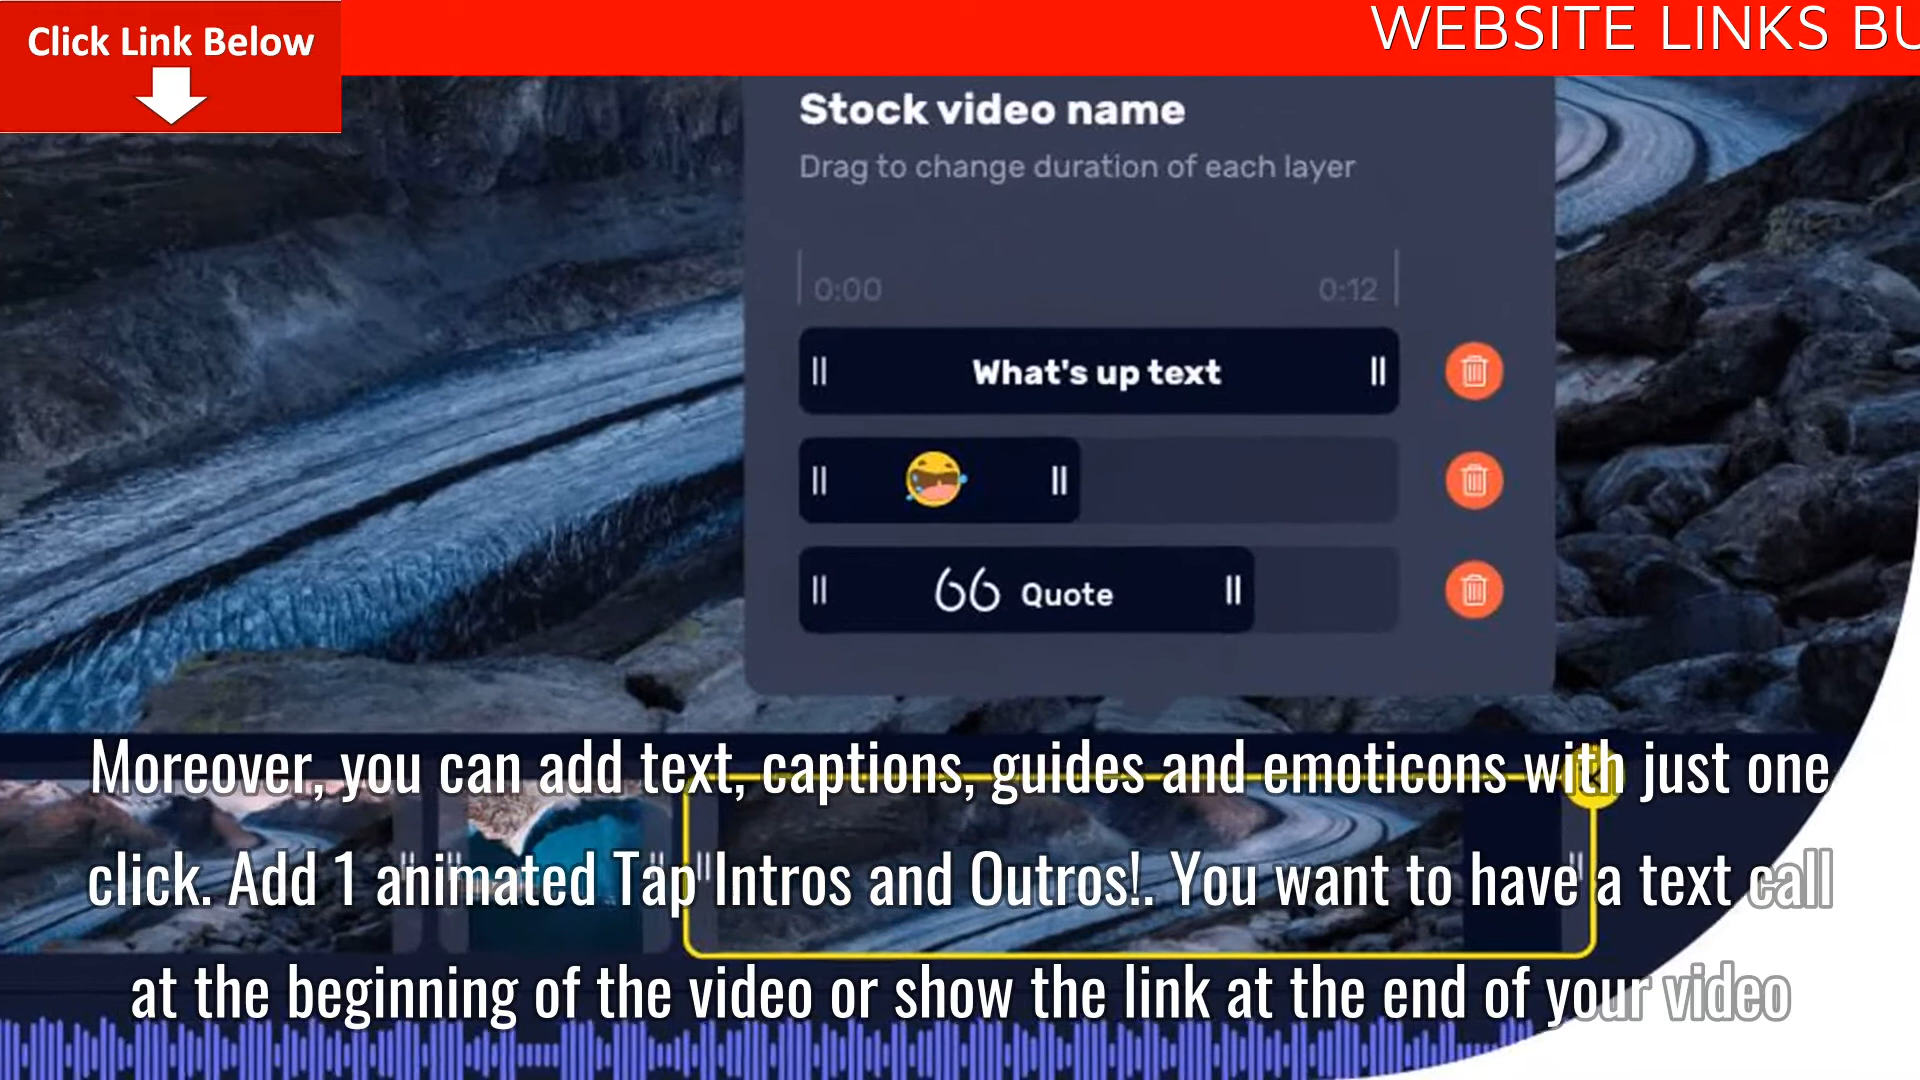 Click Link Below
WEBSITE LINKS BU
Stock video name
Drag to change duration of each layer
0:00
0:12
What's up text
66 Quote
Moreover, you can add text, captions, guides and emoticons with just one
click. Add 1 animated Tap Intros and Outros!. You want to have a text call
at the beginning of the video or show the link at the end of your video